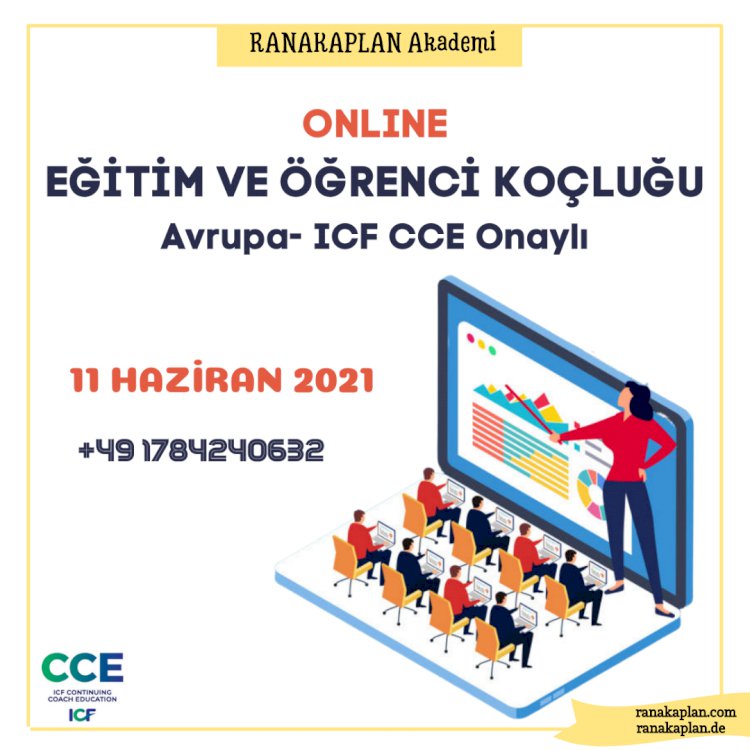 RANAKAPLAN Akademi
ONLINE
EĞİTİM VE ÖĞRENCİ KOÇLUĞU
Avrupa- ICF CCE Onaylı
11 HAZİRAN 2021
+49 1784240632
CCE
ICF CONTINUING
COACH EDUCATION
ICF
ranakaplan.com
ranakaplan.de